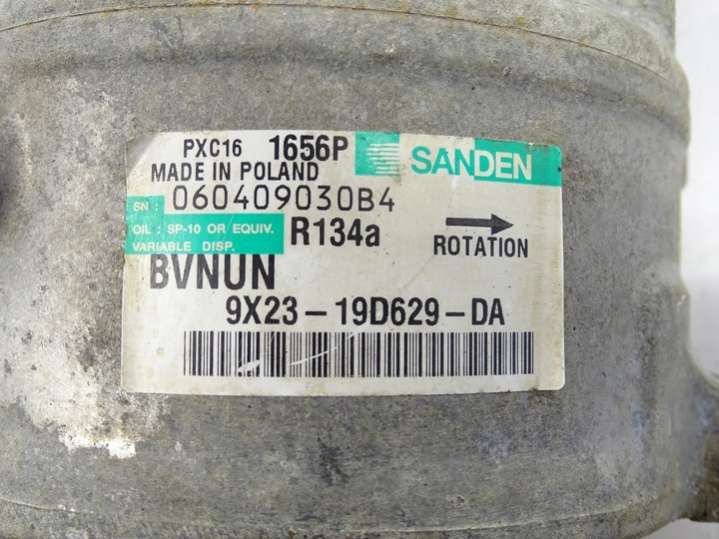 PXC16 1656P SANDEN
MADE IN POLAND
SN : 060409030B4
OIL : SP-10 OR EQUIV. R134a
VARIABLE DISP. ROTATION
BVNUN
9X23-19D629-DA